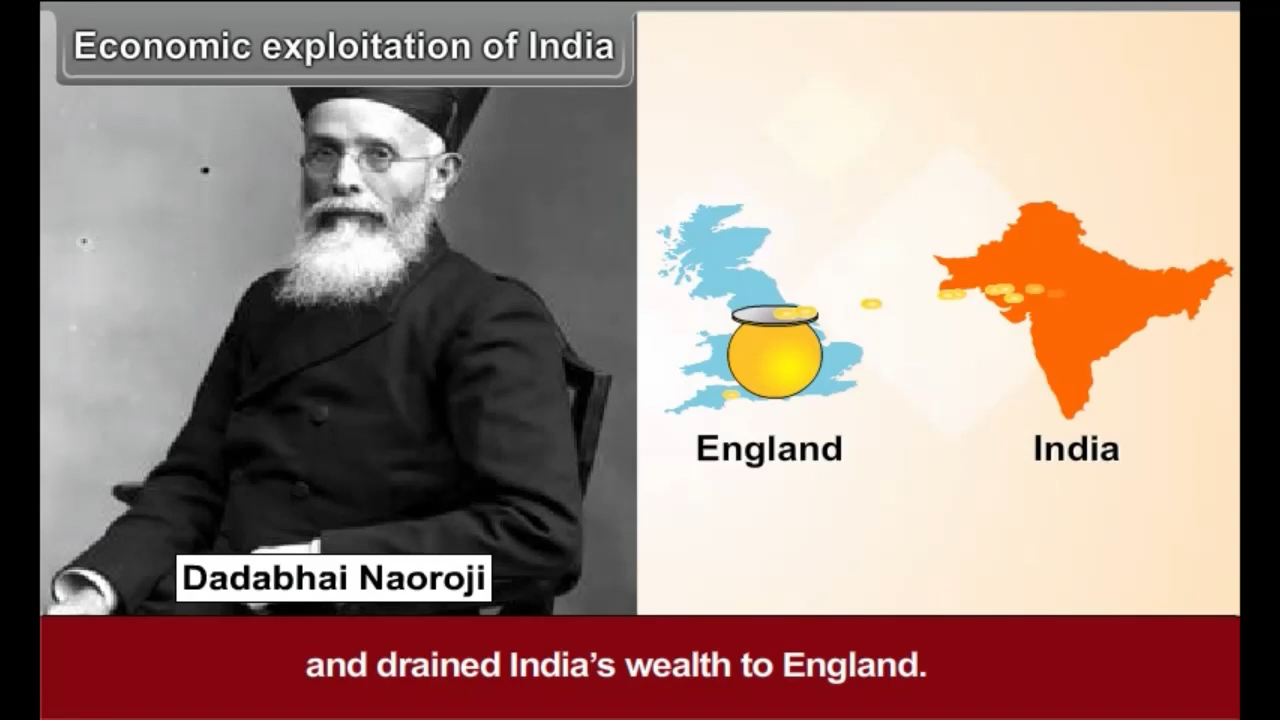 Economic exploitation of India
England
India
Dadabhai Naoroji
and drained India's wealth to England.